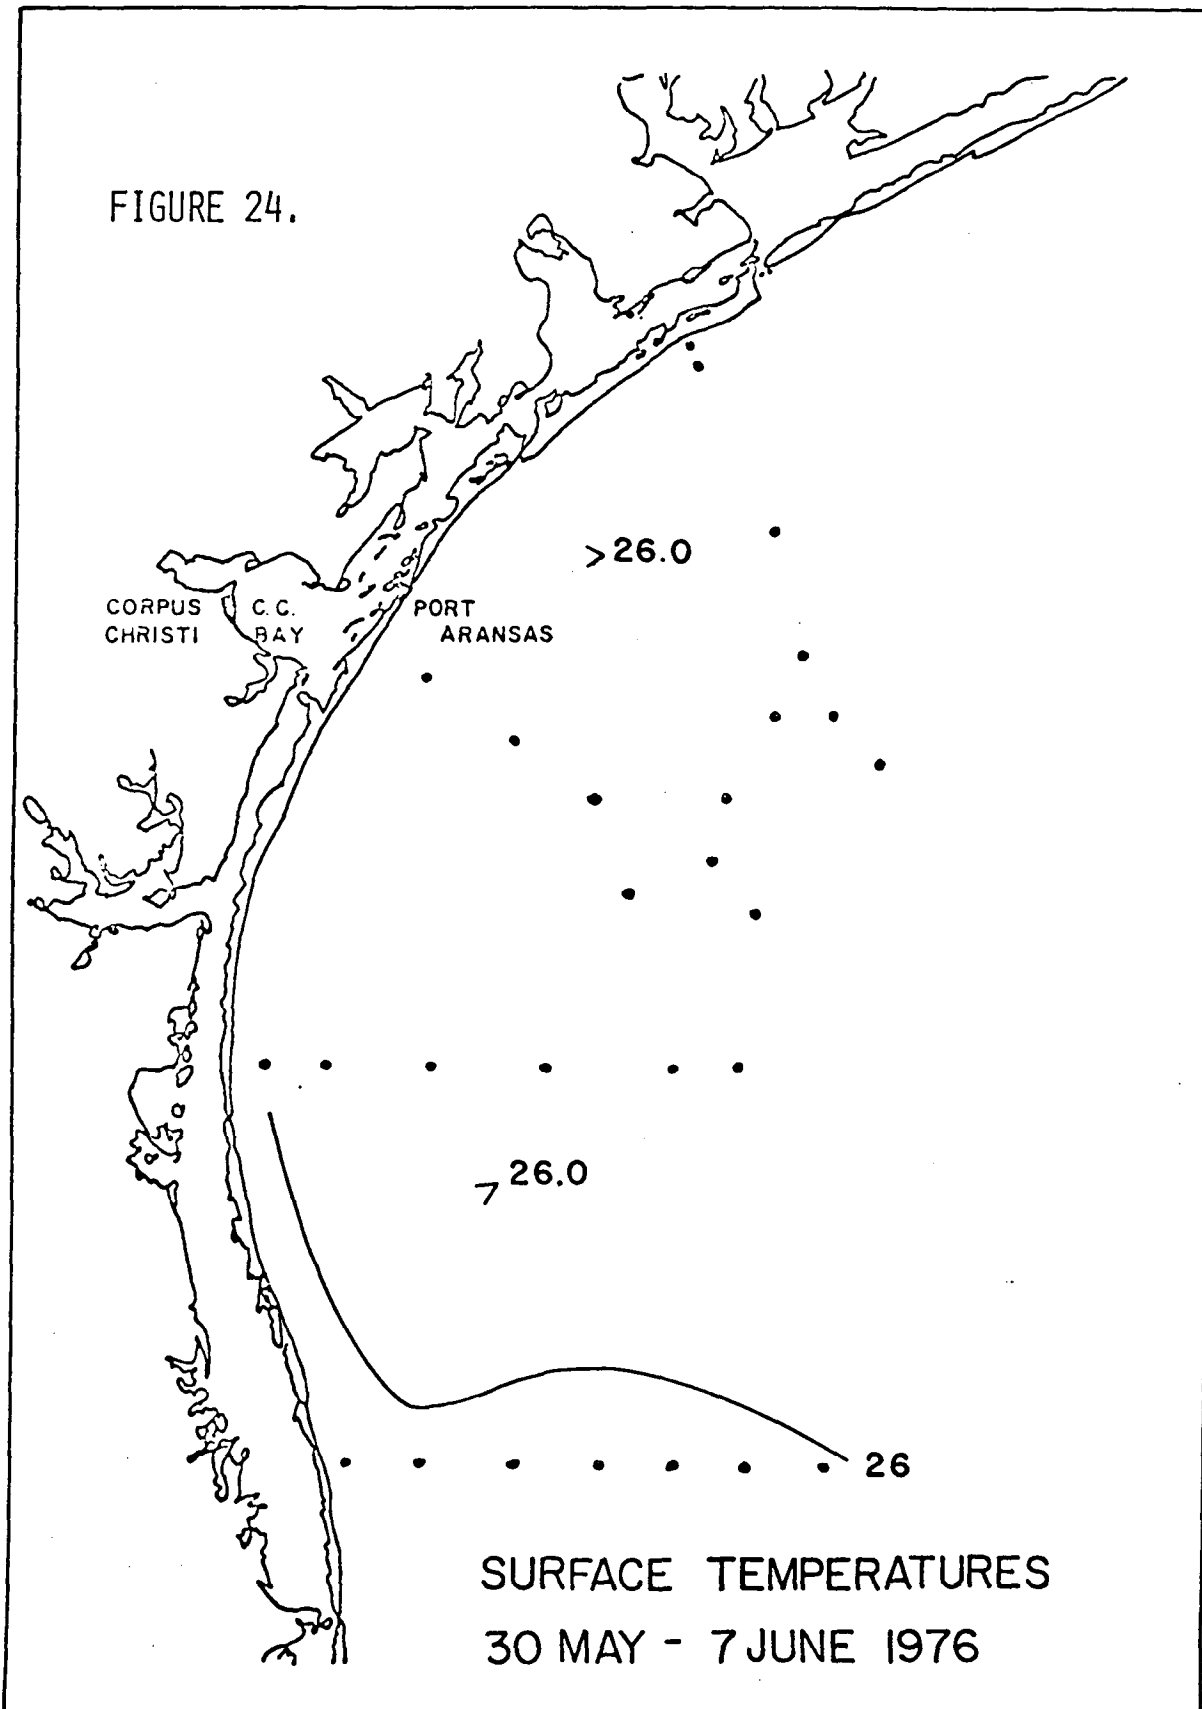 FIGURE 24.
>26.0
CORPUS
CHRISTI
C.C.
BAY
PORT
ARANSAS
>26.0
26
SURFACE TEMPERATURES
30 MAY - 7 JUNE 1976